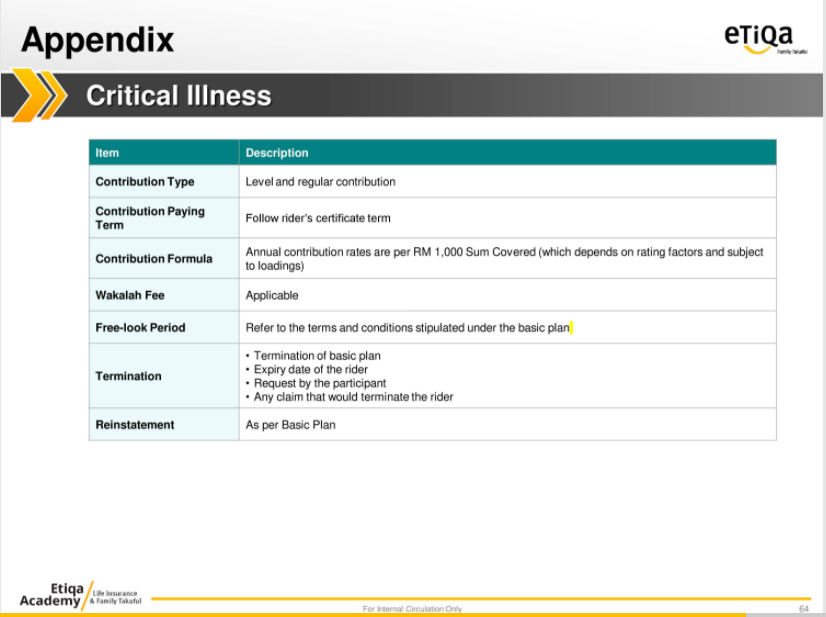 Appendix
eTiQa
Family Takaful
Critical Illness
Item
Description
Contribution Type
Level and regular contribution
Contribution Paying
Term
Follow rider's certificate term
Contribution Formula
Annual contribution rates are per RM 1,000 Sum Covered (which depends on rating factors and subject
to loadings)
Wakalah Fee
Applicable
Free-look Period
Refer to the terms and conditions stipulated under the basic plan
Termination
• Termination of basic plan
• Expiry date of the rider
• Request by the participant
• Any claim that would terminate the rider
Reinstatement
As per Basic Plan
Etiqa
Academy
Life Insurance
& Family Takaful
For Internal Circulation Only
64